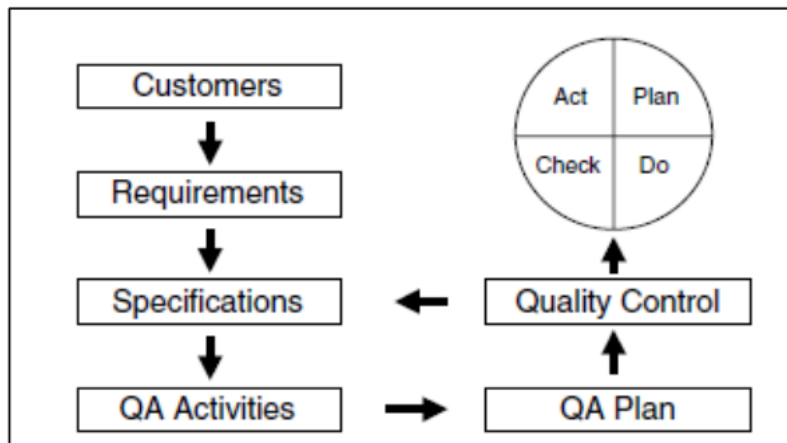 Customers
Act Plan
Check Do
Requirements
Specifications
Quality Control
QA Activities
QA Plan